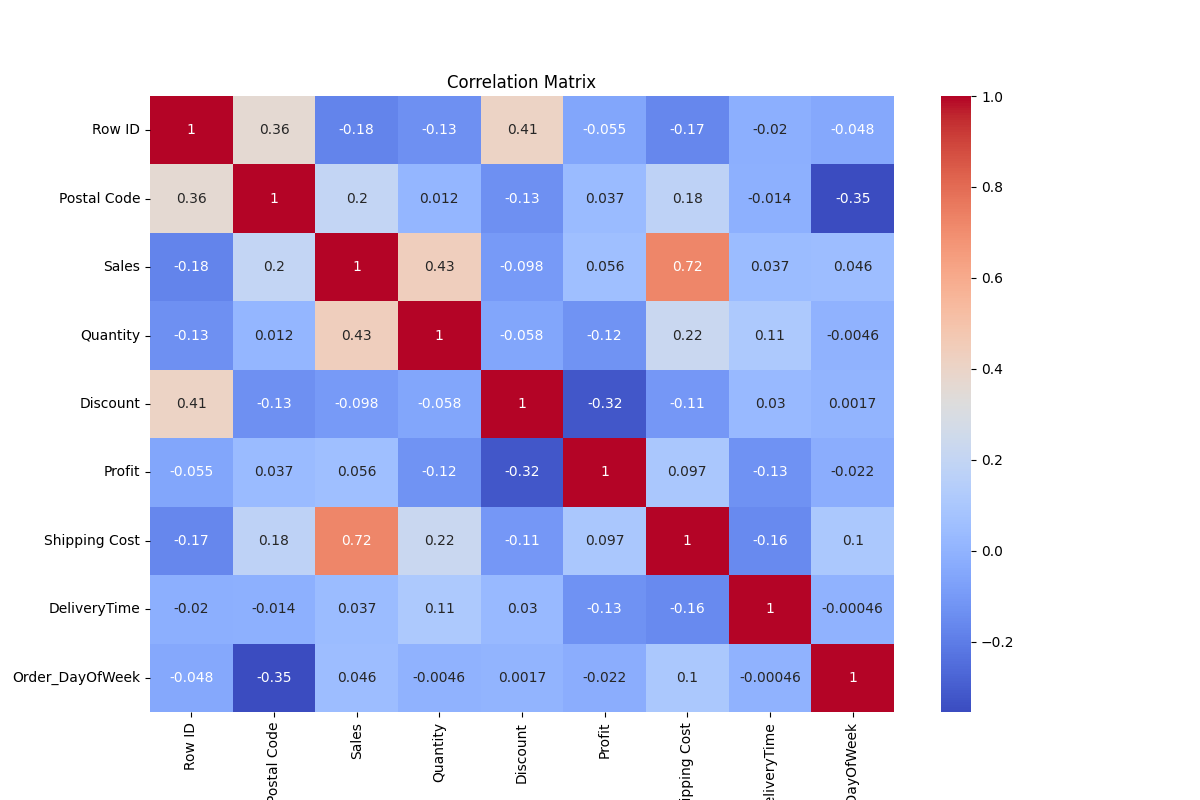 Correlation Matrix
Row ID 1 0.36 -0.18 -0.13 0.41 -0.055 -0.17 -0.02 -0.048
Postal Code 0.36 1 0.2 0.012 -0.13 0.037 0.18 -0.014 -0.35
Sales -0.18 0.2 1 0.43 -0.098 0.056 0.72 0.037 0.046
Quantity -0.13 0.012 0.43 1 -0.058 -0.12 0.22 0.11 -0.0046
Discount 0.41 -0.13 -0.098 -0.058 1 -0.32 -0.11 0.03 0.0017
Profit -0.055 0.037 0.056 -0.12 -0.32 1 0.097 -0.13 -0.022
Shipping Cost -0.17 0.18 0.72 0.22 -0.11 0.097 1 -0.16 0.1
DeliveryTime -0.02 -0.014 0.037 0.11 0.03 -0.13 -0.16 1 -0.00046
Order_DayOfWeek -0.048 -0.35 0.046 -0.0046 0.0017 -0.022 0.1 -0.00046 1
Row ID
Postal Code
Sales
Quantity
Discount
Profit
ipping Cost
eliveryTime
DayOfWeek
1.0
0.8
0.6
0.4
0.2
0.0
−0.2